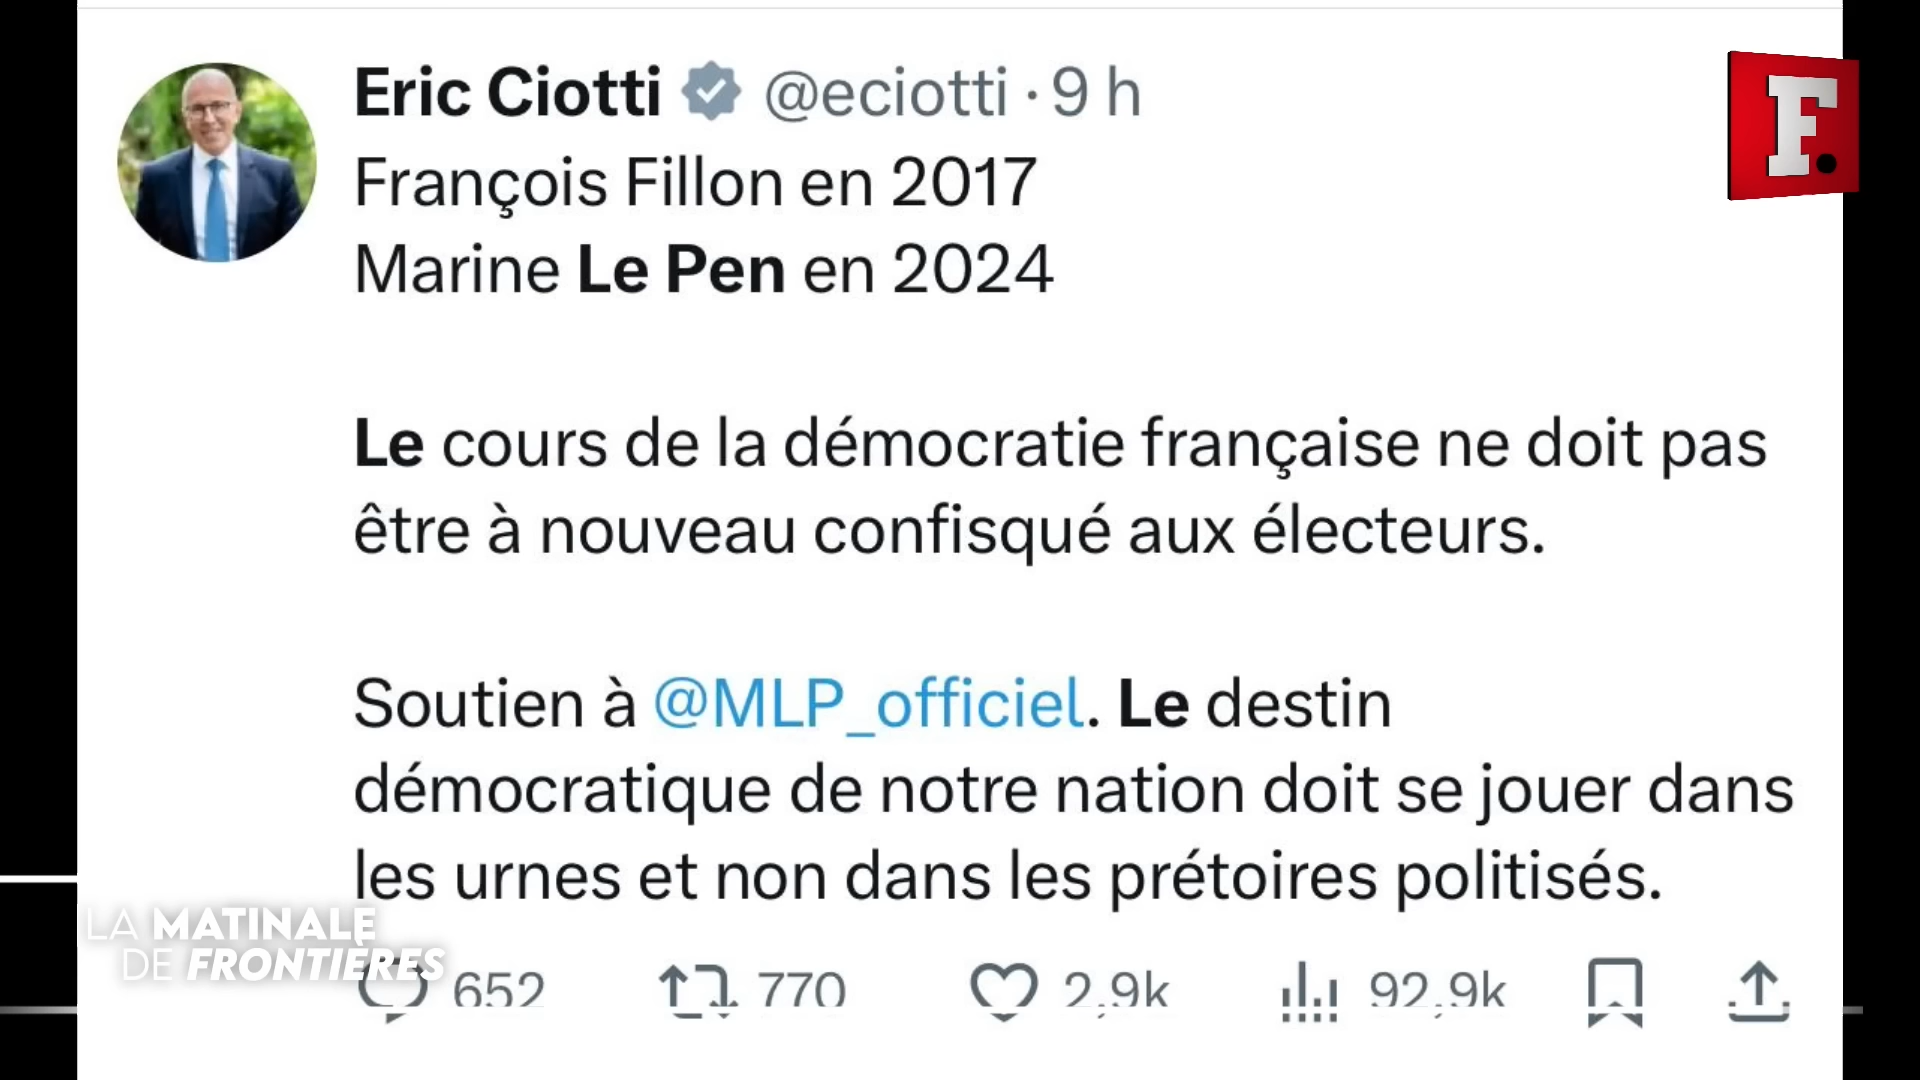 Eric Ciotti @eciotti · 9 h
François Fillon en 2017
Marine Le Pen en 2024
Le cours de la démocratie française ne doit pas
être à nouveau confisqué aux électeurs.
Soutien à @MLP_officiel. Le destin
démocratique de notre nation doit se jouer dans
les urnes et non dans les prétoires politisés.
652 770 2,9k 92,9k
F.
LA MATINALE
DE FRONTIÈRES